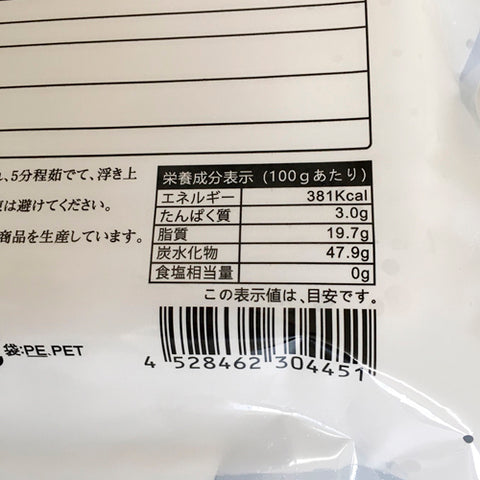 、5分程茹でて、浮き上
は避けてください。
商品を生産しています。
栄養成分表示 (100gあたり)
エネルギー 381Kcal
たんぱく質 3.0g
脂質 19.7g
炭水化物 47.9g
食塩相当量 0g
この表示値は、目安です。
袋:PE.PET
4 528462 304451